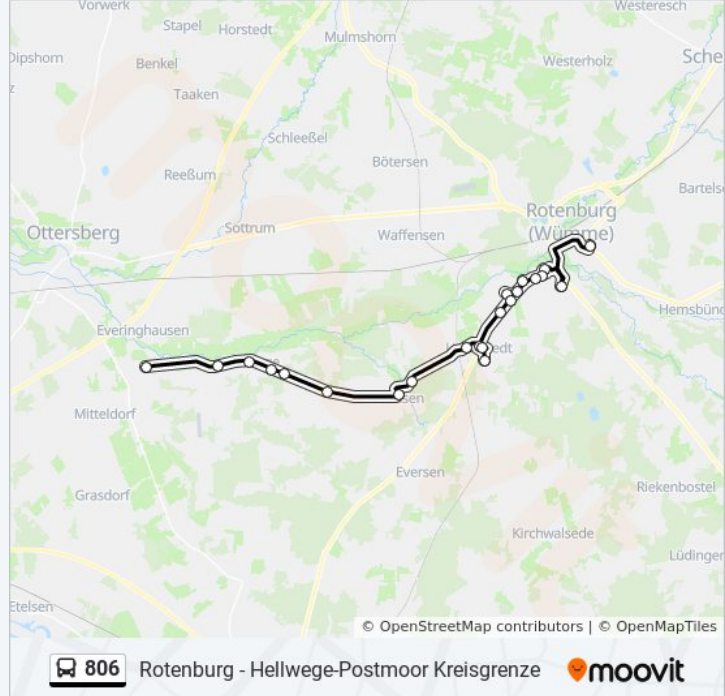 Vorwerk
Westeresch
Stapel
Horstedt
Mulmshorn
Dipshorn
Benkel
Westerholz
Sche
Taaken
Schleeßel
Bötersen
Reeßum
Bartels
Rotenburg
(Wümme)
Sottrum
Waffensen
Ottersberg
Hemsbünd
Everinghausen
Mitteldorf
Eversen
Riekenbostel
Grasdorf
Kirchwalsede
Lüdingen
Etelsen
© OpenStreetMap contributors | © OpenMapTiles
806 Rotenburg - Hellwege-Postmoor Kreisgrenze moovit